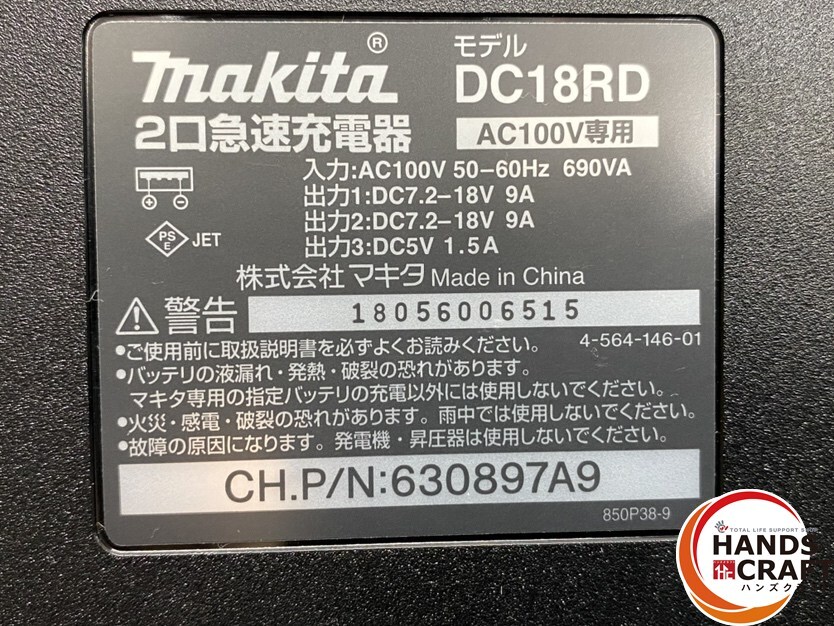 makita®
モデル
DC18RD
2口急速充電器
AC100V専用
入力:AC100V 50–60Hz 690VA
出力1:DC7.2–18V 9A
出力2:DC7.2–18V 9A
出力3:DC5V 1.5A
PS
E
JET
株式会社マキタ Made in China
警告
18056006515
4-564-146-01
•ご使用前に取扱説明書を必ずよくお読みください。
•バッテリの液漏れ・発熱・破裂の恐れがあります。
マキタ専用の指定バッテリの充電以外には使用しないでください。
•火災・感電・破裂の恐れがあります。雨中では使用しないでください。
•故障の原因になります。発電機・昇圧器は使用しないでください。
CH.P/N:630897A9
850P38-9
TOTAL LIFE SUPPORT
HANDS
CRAFT
ハンズク